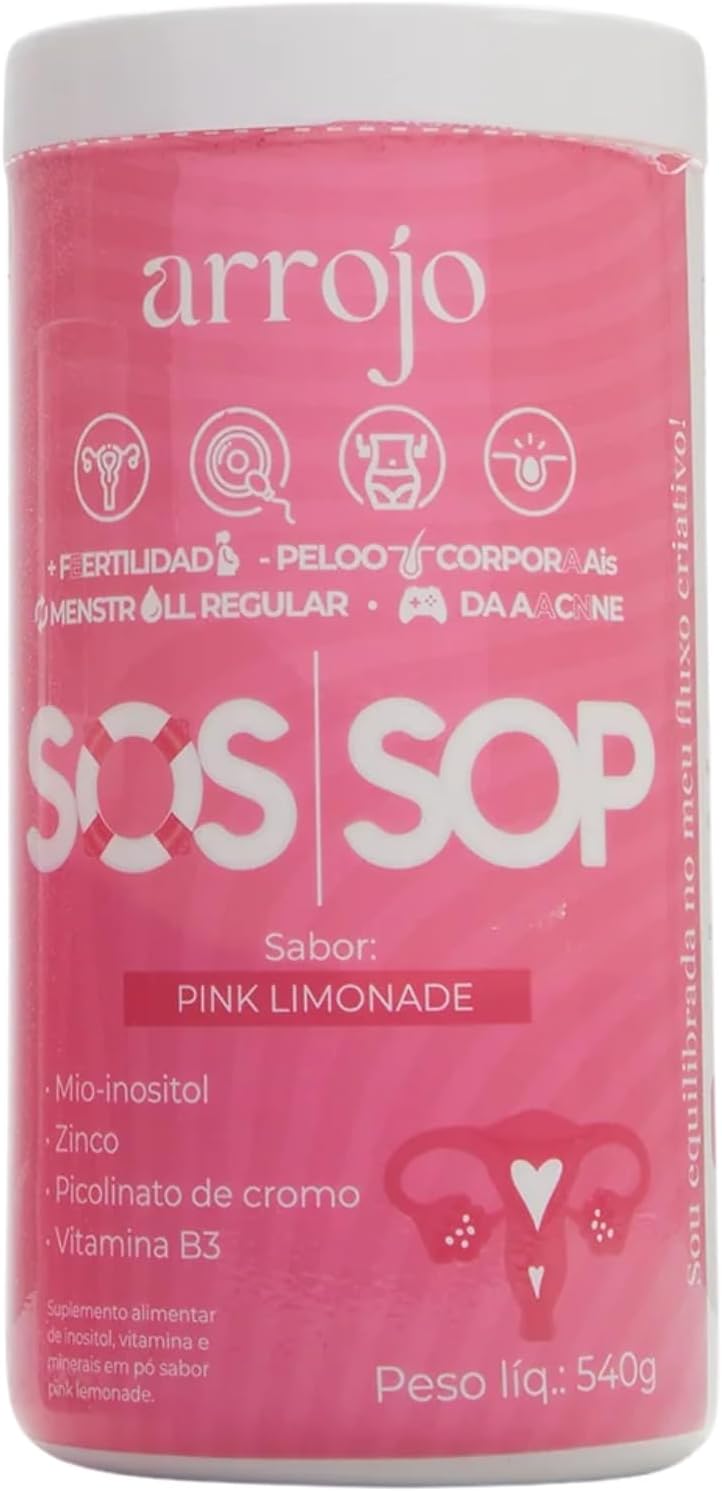 arrojo
+ FERTILIDAD - PELOO CORPORAAis
MENSTR LL REGULAR • DA AACNNE
SOS | SOP
Sabor:
PINK LIMONADE
· Mio-inositol
· Zinco
· Picolinato de cromo
· Vitamina B3
Suplemento alimentar
de inositol, vitamina e
minerais em pó sabor
pink lemonade.
Peso líq.: 540g
Sou equilibrada no meu fluxo criativo!